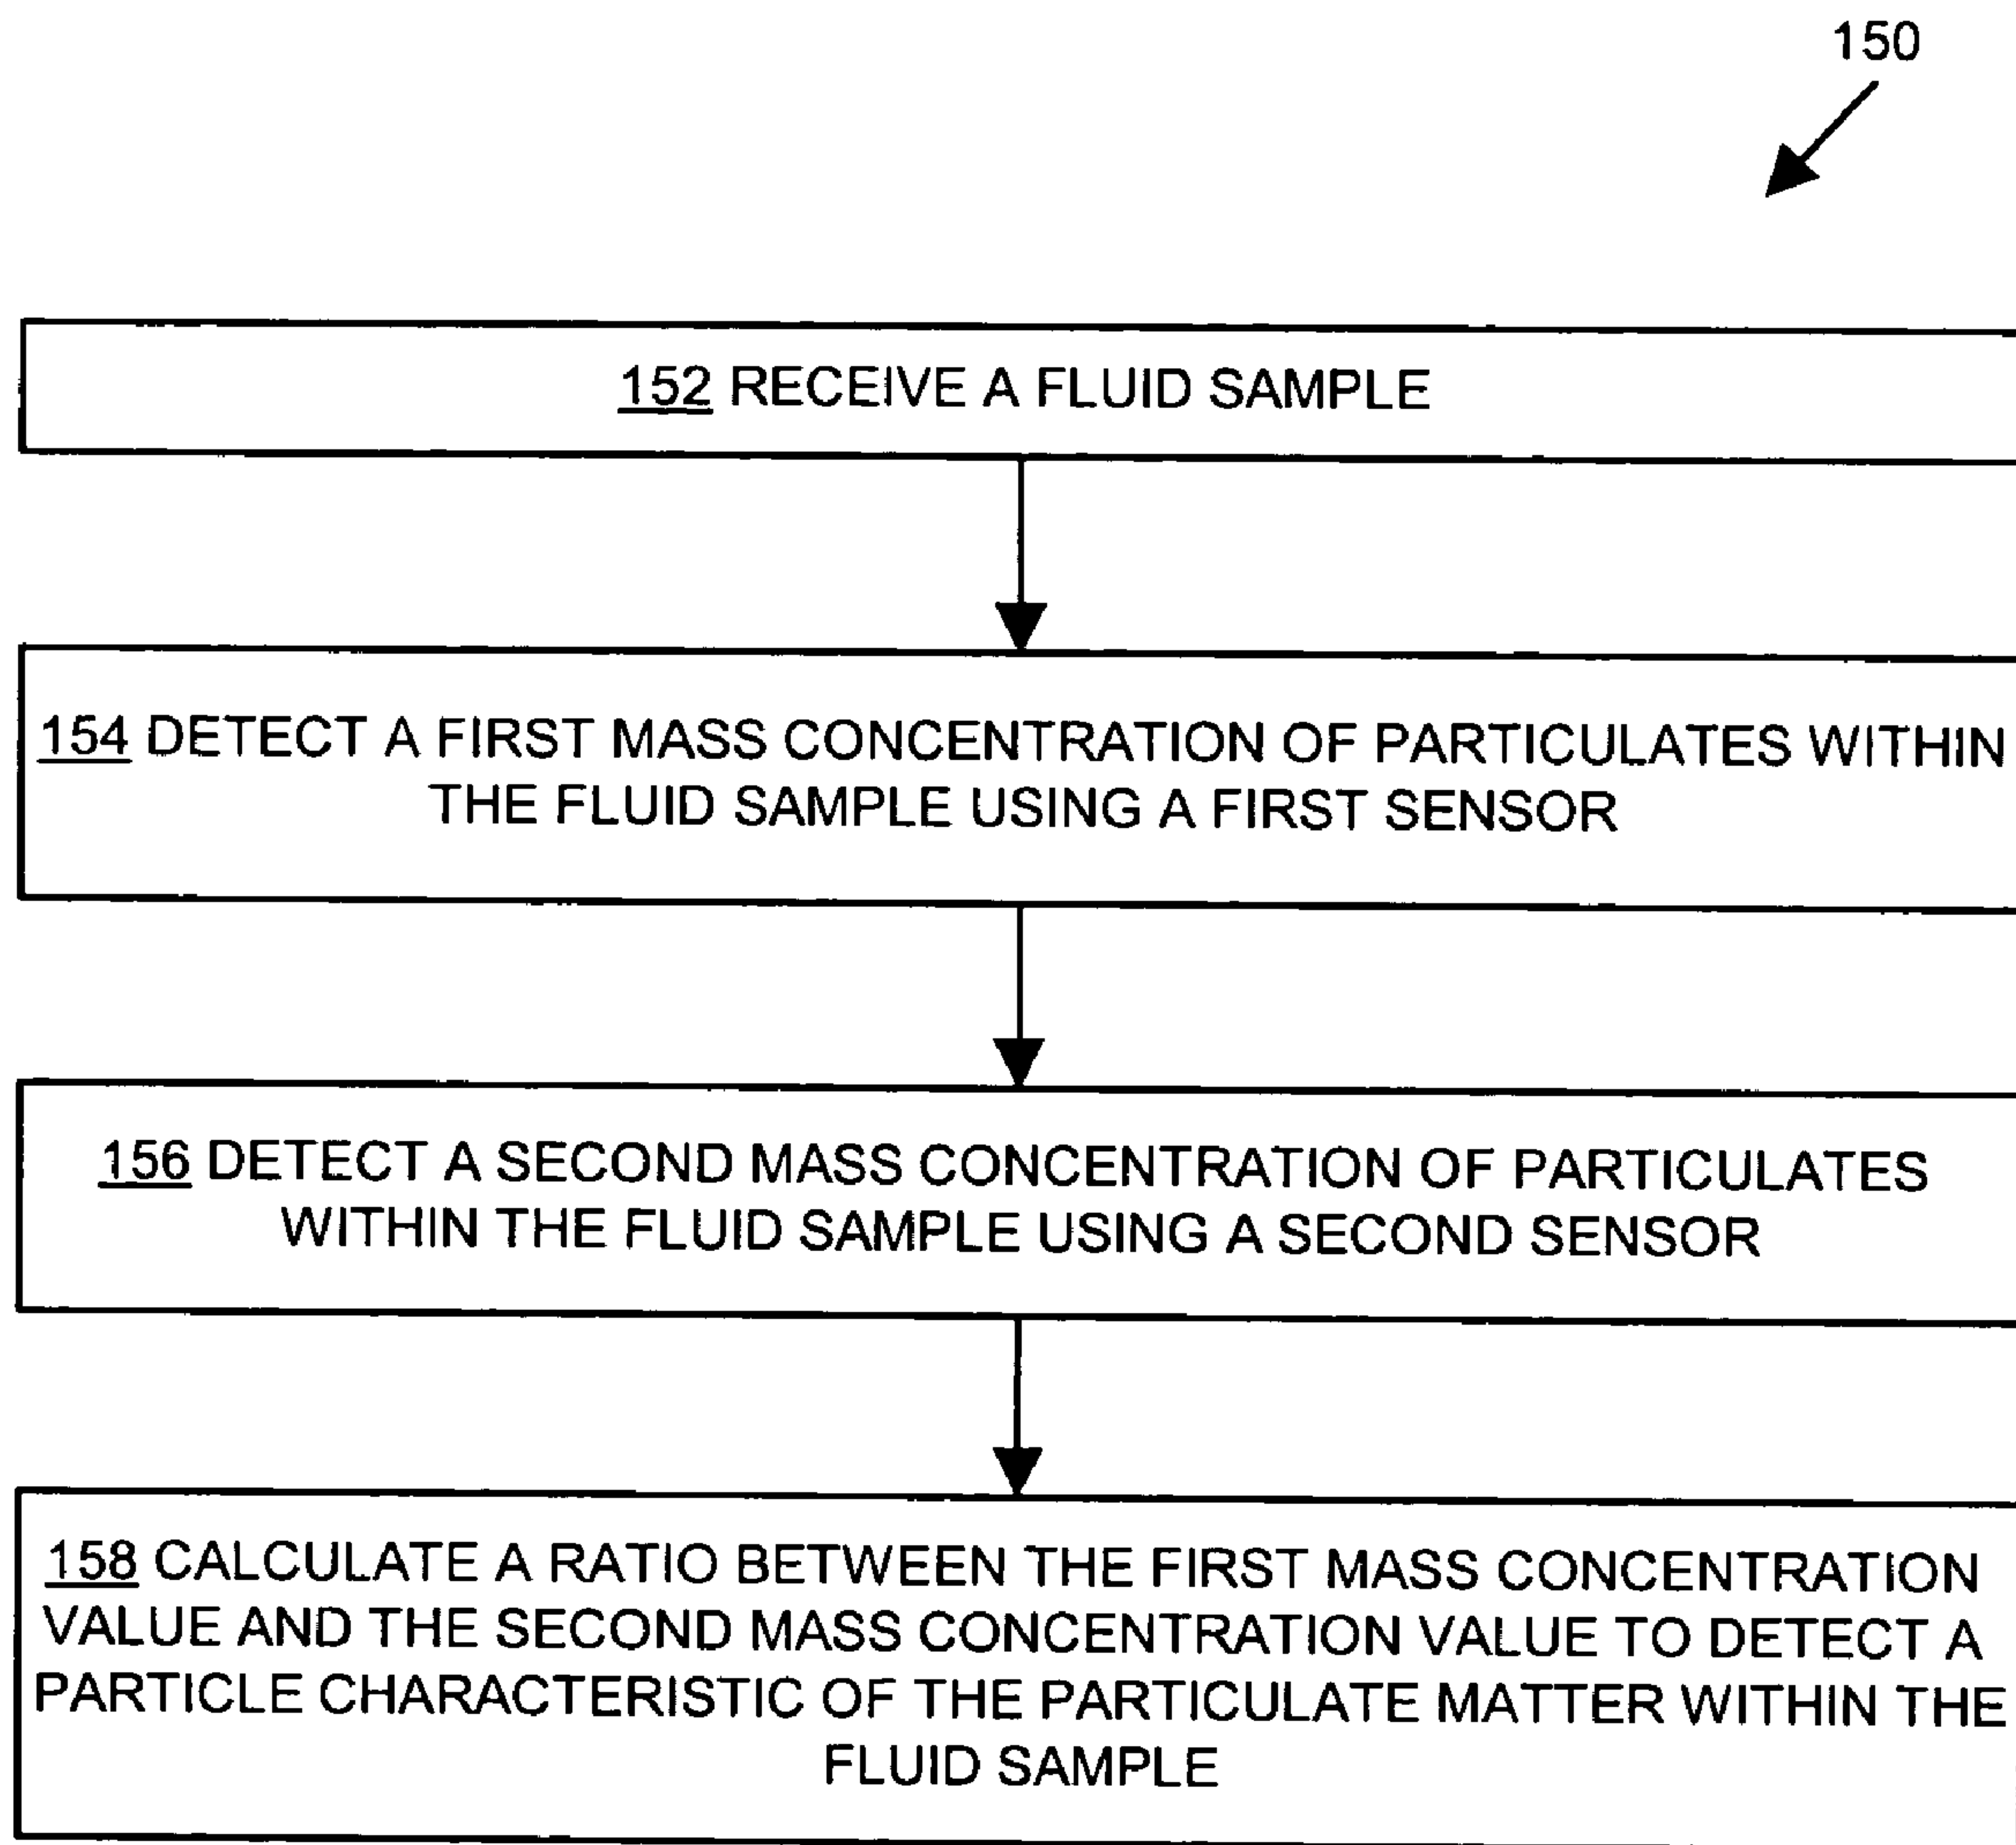 150
152 RECEIVE A FLUID SAMPLE
154 DETECT A FIRST MASS CONCENTRATION OF PARTICULATES WITHIN
THE FLUID SAMPLE USING A FIRST SENSOR
156 DETECT A SECOND MASS CONCENTRATION OF PARTICULATES
WITHIN THE FLUID SAMPLE USING A SECOND SENSOR
158 CALCULATE A RATIO BETWEEN THE FIRST MASS CONCENTRATION
VALUE AND THE SECOND MASS CONCENTRATION VALUE TO DETECT A
PARTICLE CHARACTERISTIC OF THE PARTICULATE MATTER WITHIN THE
FLUID SAMPLE